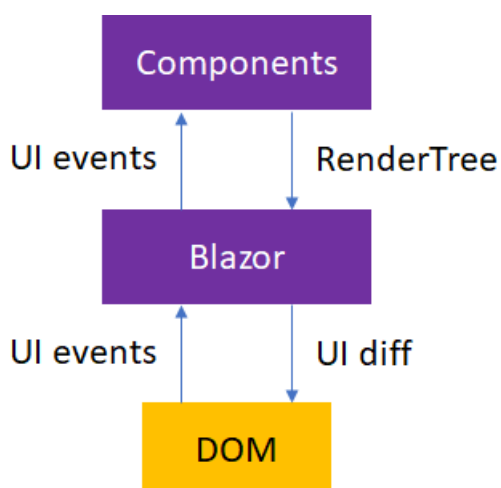 Components
UI events
RenderTree
Blazor
UI events
UI diff
DOM